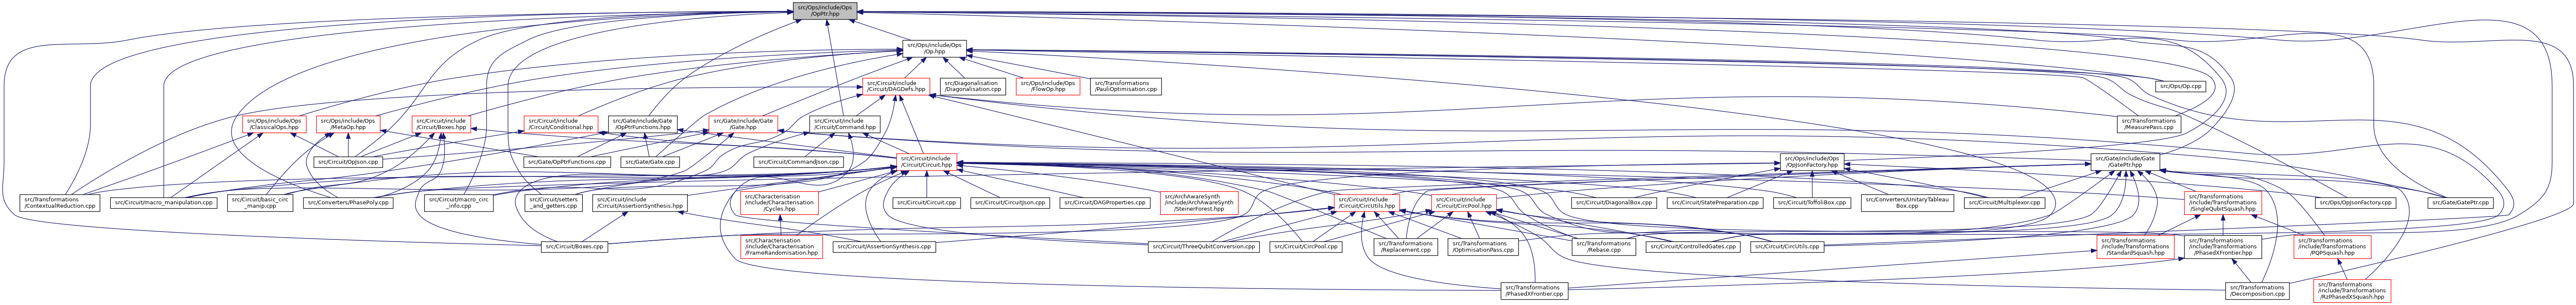 src/Ops/include/Ops
/OpPtr.hpp
src/Ops/include/Ops
/Op.hpp
src/Circuit/include
/Circuit/DAGDefs.hpp
src/Diagonalisation
/Diagonalisation.cpp
src/Ops/include/Ops
/FlowOp.hpp
src/Transformations
/PauliOptimisation.cpp
src/Ops/Op.cpp
src/Ops/include/Ops
/ClassicalOps.hpp
src/Ops/include/Ops
/MetaOp.hpp
src/Circuit/include
/Circuit/Boxes.hpp
src/Circuit/include
/Circuit/Conditional.hpp
src/Gate/include/Gate
/OpPtrFunctions.hpp
src/Gate/include/Gate
/Gate.hpp
src/Circuit/include
/Circuit/Command.hpp
src/Transformations
/MeasurePass.cpp
src/Circuit/OpJson.cpp
src/Gate/OpPtrFunctions.cpp
src/Gate/Gate.cpp
src/Circuit/CommandJson.cpp
src/Circuit/include
/Circuit/Circuit.hpp
src/Ops/include/Ops
/OpJsonFactory.hpp
src/Gate/include/Gate
/GatePtr.hpp
src/Transformations
/ContextualReduction.cpp
src/Circuit/macro_manipulation.cpp
src/Circuit/basic_circ
_manip.cpp
src/Converters/PhasePoly.cpp
src/Circuit/macro_circ
_info.cpp
src/Circuit/setters
_and_getters.cpp
src/Circuit/include
/Circuit/AssertionSynthesis.hpp
src/Characterisation
/include/Characterisation
/Cycles.hpp
src/Circuit/Circuit.cpp
src/Circuit/CircuitJson.cpp
src/Circuit/DAGProperties.cpp
src/ArchAwareSynth
/include/ArchAwareSynth
/SteinerForest.hpp
src/Circuit/include
/Circuit/CircUtils.hpp
src/Circuit/include
/Circuit/CircPool.hpp
src/Circuit/DiagonalBox.cpp
src/Circuit/StatePreparation.cpp
src/Circuit/ToffoliBox.cpp
src/Converters/UnitaryTableau
Box.cpp
src/Circuit/Multiplexor.cpp
src/Transformations
/include/Transformations
/SingleQubitSquash.hpp
src/Ops/OpJsonFactory.cpp
src/Gate/GatePtr.cpp
src/Circuit/Boxes.cpp
src/Characterisation
/include/Characterisation
/FrameRandomisation.hpp
src/Circuit/AssertionSynthesis.cpp
src/Circuit/ThreeQubitConversion.cpp
src/Circuit/CircPool.cpp
src/Transformations
/Replacement.cpp
src/Transformations
/OptimisationPass.cpp
src/Transformations
/Rebase.cpp
src/Circuit/ControlledGates.cpp
src/Circuit/CircUtils.cpp
src/Transformations
/include/Transformations
/StandardSquash.hpp
src/Transformations
/include/Transformations
/PhasedXFrontier.hpp
src/Transformations
/include/Transformations
/PQPSquash.hpp
src/Transformations
/PhasedXFrontier.cpp
src/Transformations
/Decomposition.cpp
src/Transformations
/include/Transformations
/RzPhasedXSquash.hpp